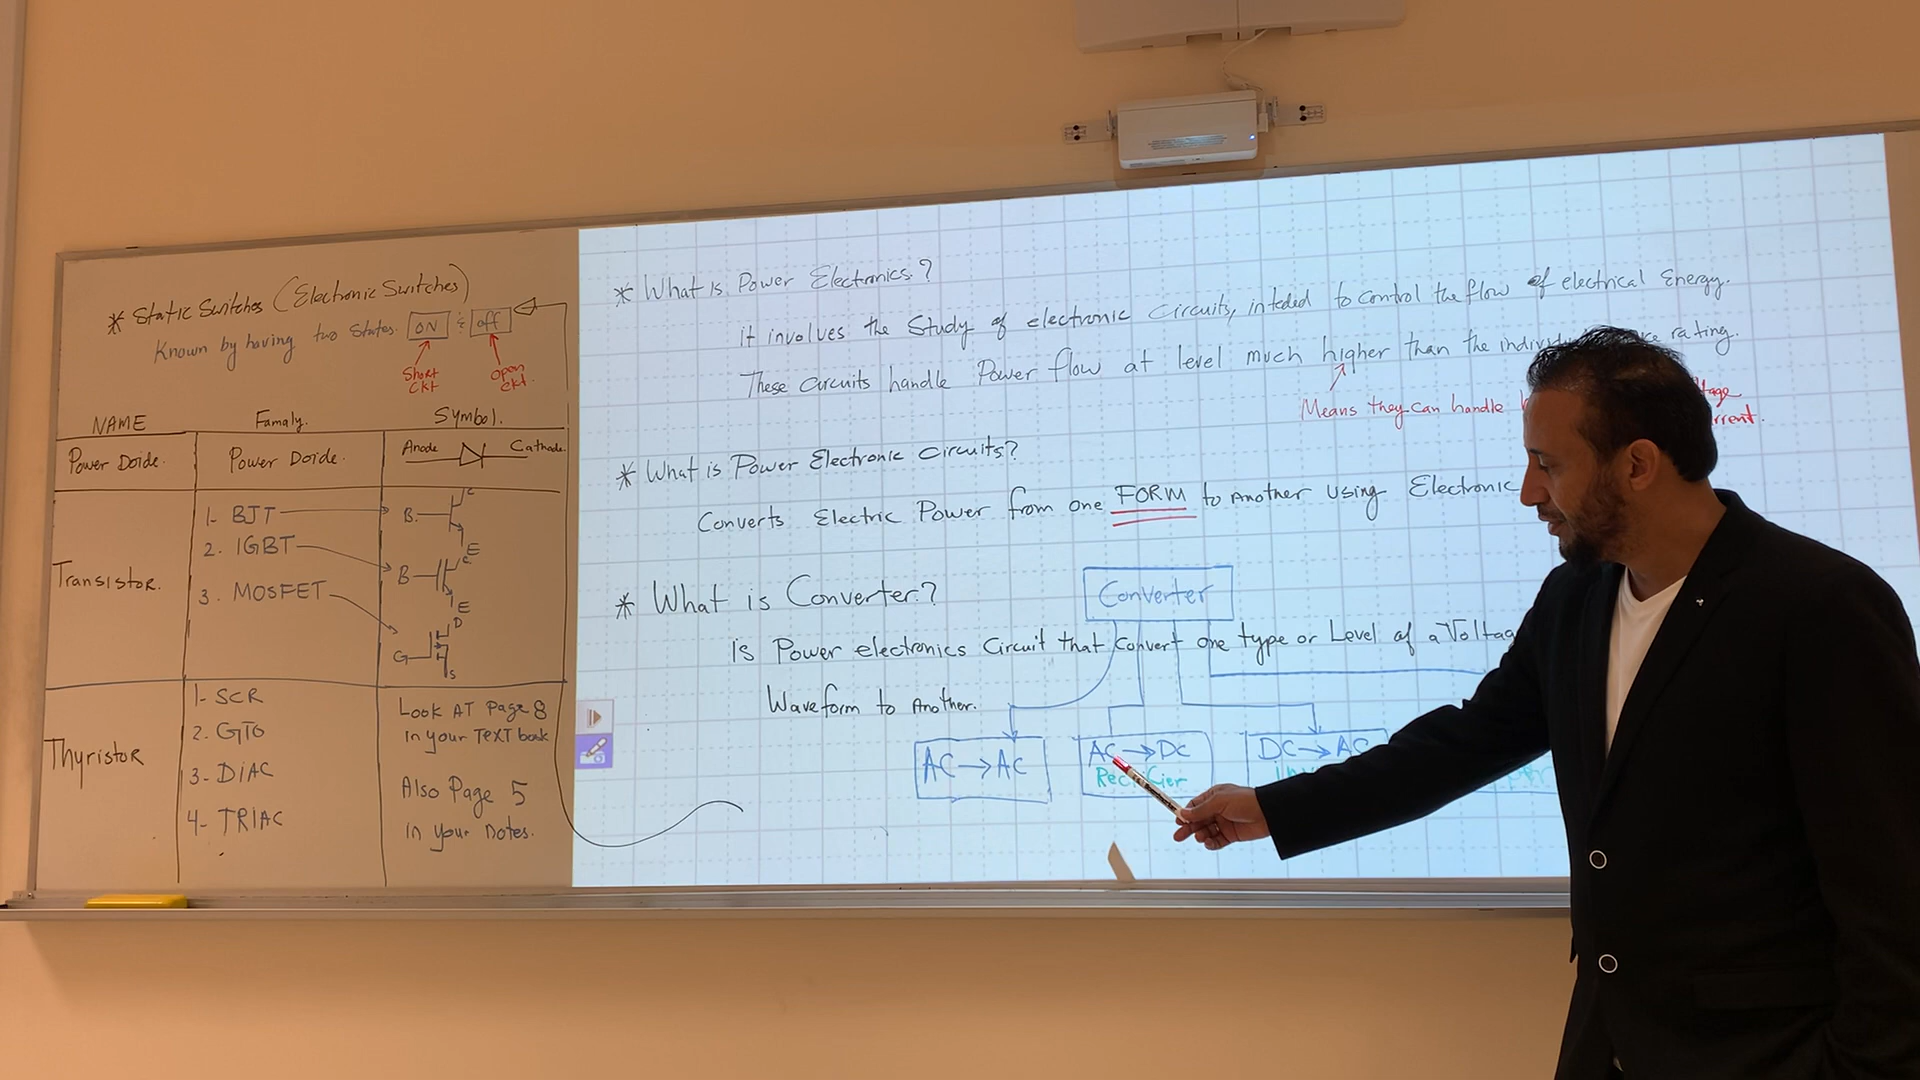 * Static Switches (Electronic Switches)
Known by having two states. ON & off
Short Ckt
Open ckt.
NAME Famaly. Symbol.
Power Doide. Power Doide. Anode Cathode
Transistor.
1- BJT B. C E
2. IGBT B C E
3. MOSFET G D S
Thyristor
1- SCR
2. GTO
3- DIAC
4- TRIAC
Look AT page 8
in your TEXT book
Also Page 5
in your notes.
* What is Power Electronics?
it involves the Study of electronic Circuits, inteded to control the flow of electrical Energy.
These circuits handle Power flow at level much higher than the rating.
Means they can handle
* What is Power Electronic Circuits?
Converts Electric Power from one FORM to Another Using Electronic
* What is Converter?
Converter
is Power electronics Circuit that Convert one type or Level of a
Waveform to Another.
AC → AC
AC → DC
Rectifier
DC → AC